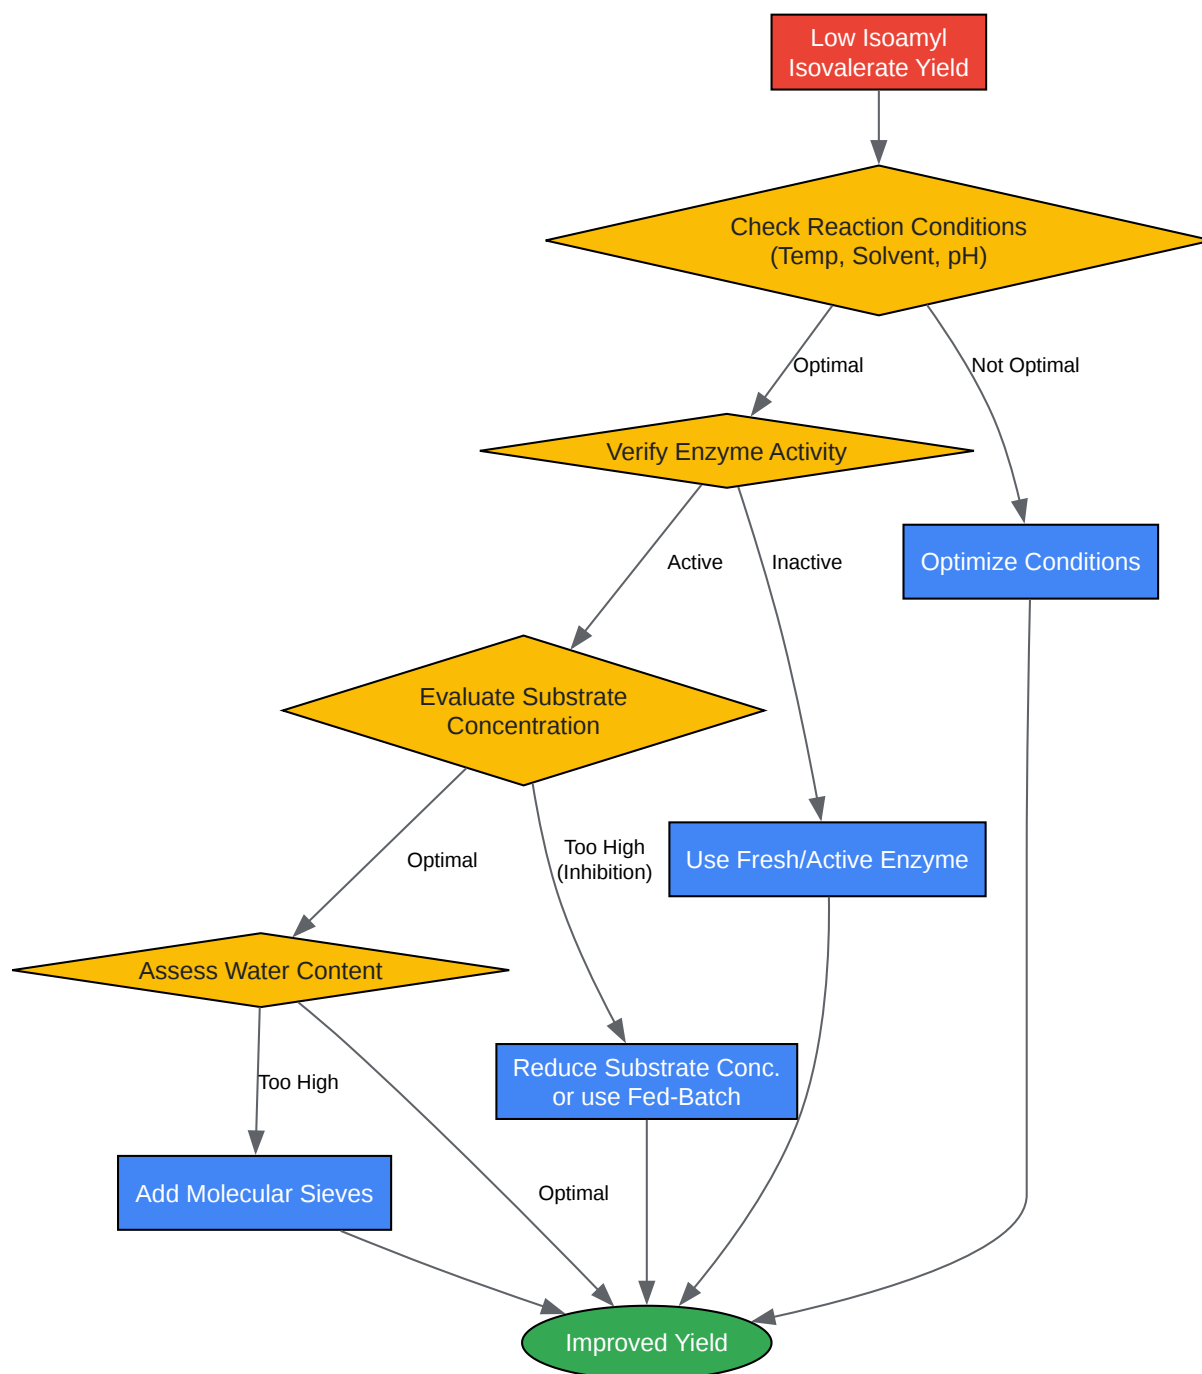 Low Isoamyl
Isovalerate Yield
Check Reaction Conditions
(Temp, Solvent, pH)
Optimal
Not Optimal
Verify Enzyme Activity
Active
Inactive
Optimize Conditions
Evaluate Substrate
Concentration
Optimal
Too High
(Inhibition)
Use Fresh/Active Enzyme
Assess Water Content
Too High
Reduce Substrate Conc.
or use Fed-Batch
Add Molecular Sieves
Optimal
Improved Yield